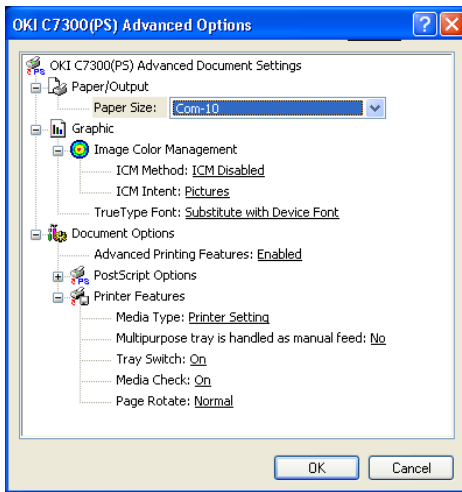 OKI C7300(PS) Advanced Options
OKI C7300(PS) Advanced Document Settings
Paper/Output
Paper Size: Com-10
Graphic
Image Color Management
ICM Method: ICM Disabled
ICM Intent: Pictures
TrueType Font: Substitute with Device Font
Document Options
Advanced Printing Features: Enabled
PostScript Options
Printer Features
Media Type: Printer Setting
Multipurpose tray is handled as manual feed: No
Tray Switch: On
Media Check: On
Page Rotate: Normal
OK Cancel